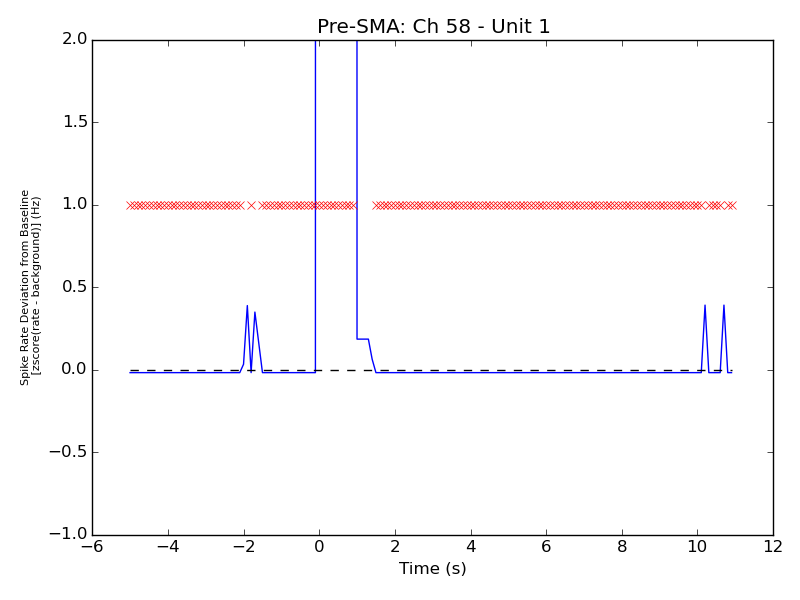 Pre-SMA: Ch 58 - Unit 1
2.0
1.5
1.0
0.5
0.0
−0.5
−1.0
Spike Rate Deviation from Baseline
[zscore(rate - background)] (Hz)
−6 −4 −2 0 2 4 6 8 10 12
Time (s)